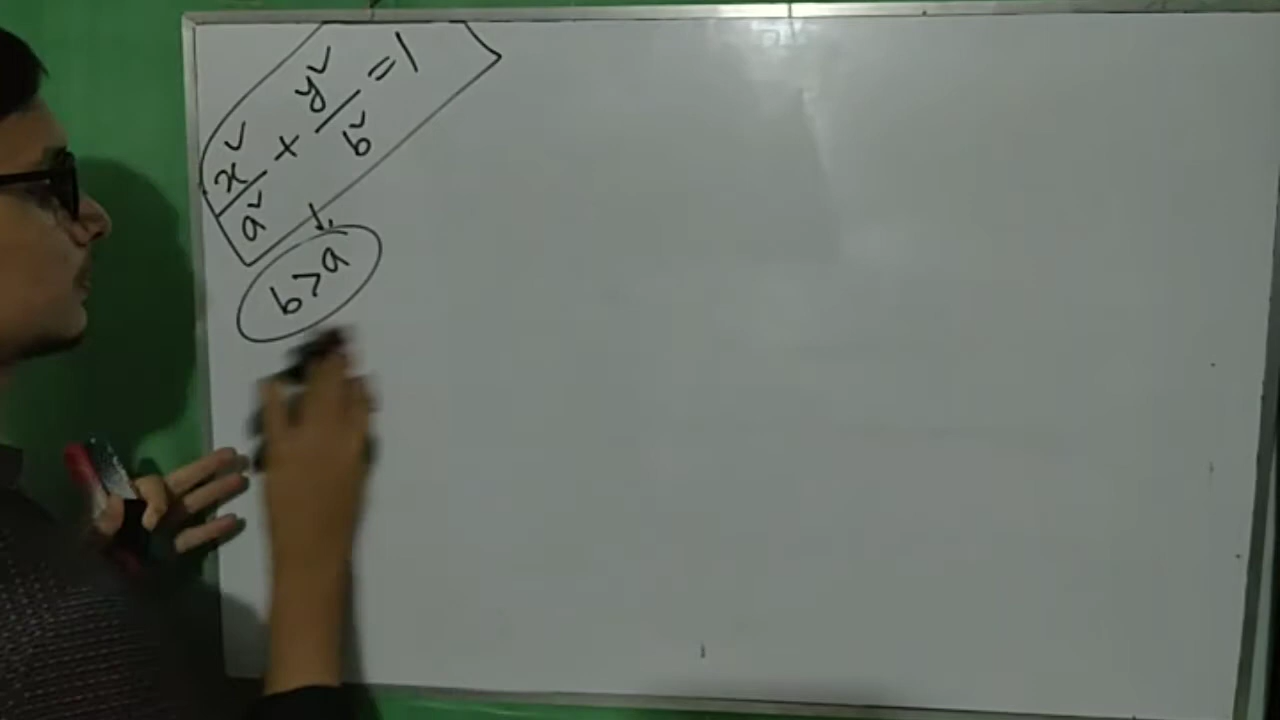 x²/a² + y²/b² = 1
b > a